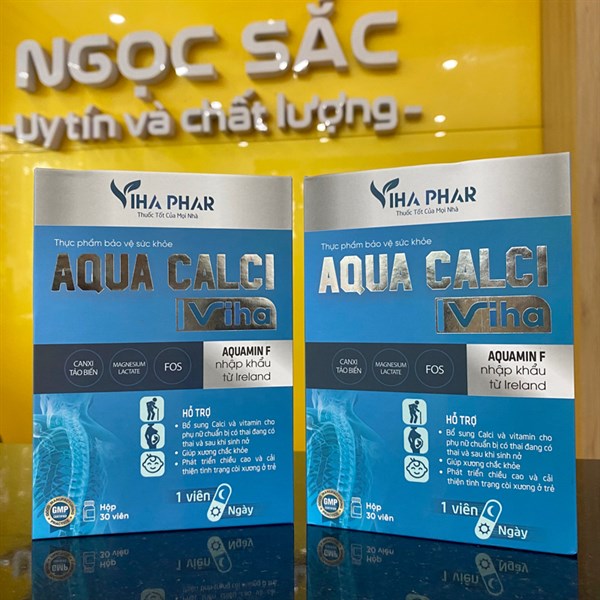 NGỌC SẮC
-Uy tín và chất lượng-
VIHA PHAR
Thuốc Tốt Của Mọi Nhà
Thực phẩm bảo vệ sức khỏe
AQUA CALCI
Viha
CANXI
TẢO BIỂN
MAGNESIUM
LACTATE
FOS
AQUAMIN F
nhập khẩu
từ Ireland
HỖ TRỢ
• Bổ sung Calci và vitamin cho
phụ nữ chuẩn bị có thai đang có
thai và sau khi sinh nở
• Giúp xương chắc khỏe
• Phát triển chiều cao và cải
thiện tình trạng còi xương ở trẻ
GMP
Hộp
30 viên
1 viên
Ngày
VIHA PHAR
Thuốc Tốt Của Mọi Nhà
Thực phẩm bảo vệ sức khỏe
AQUA CALCI
Viha
CANXI
TẢO BIỂN
MAGNESIUM
LACTATE
FOS
AQUAMIN F
nhập khẩu
từ Ireland
HỖ TRỢ
• Bổ sung Calci và vitamin cho
phụ nữ chuẩn bị có thai đang có
thai và sau khi sinh nở
• Giúp xương chắc khỏe
• Phát triển chiều cao và cải
thiện tình trạng còi xương ở trẻ
GMP
Hộp
30 viên
1 viên
Ngày